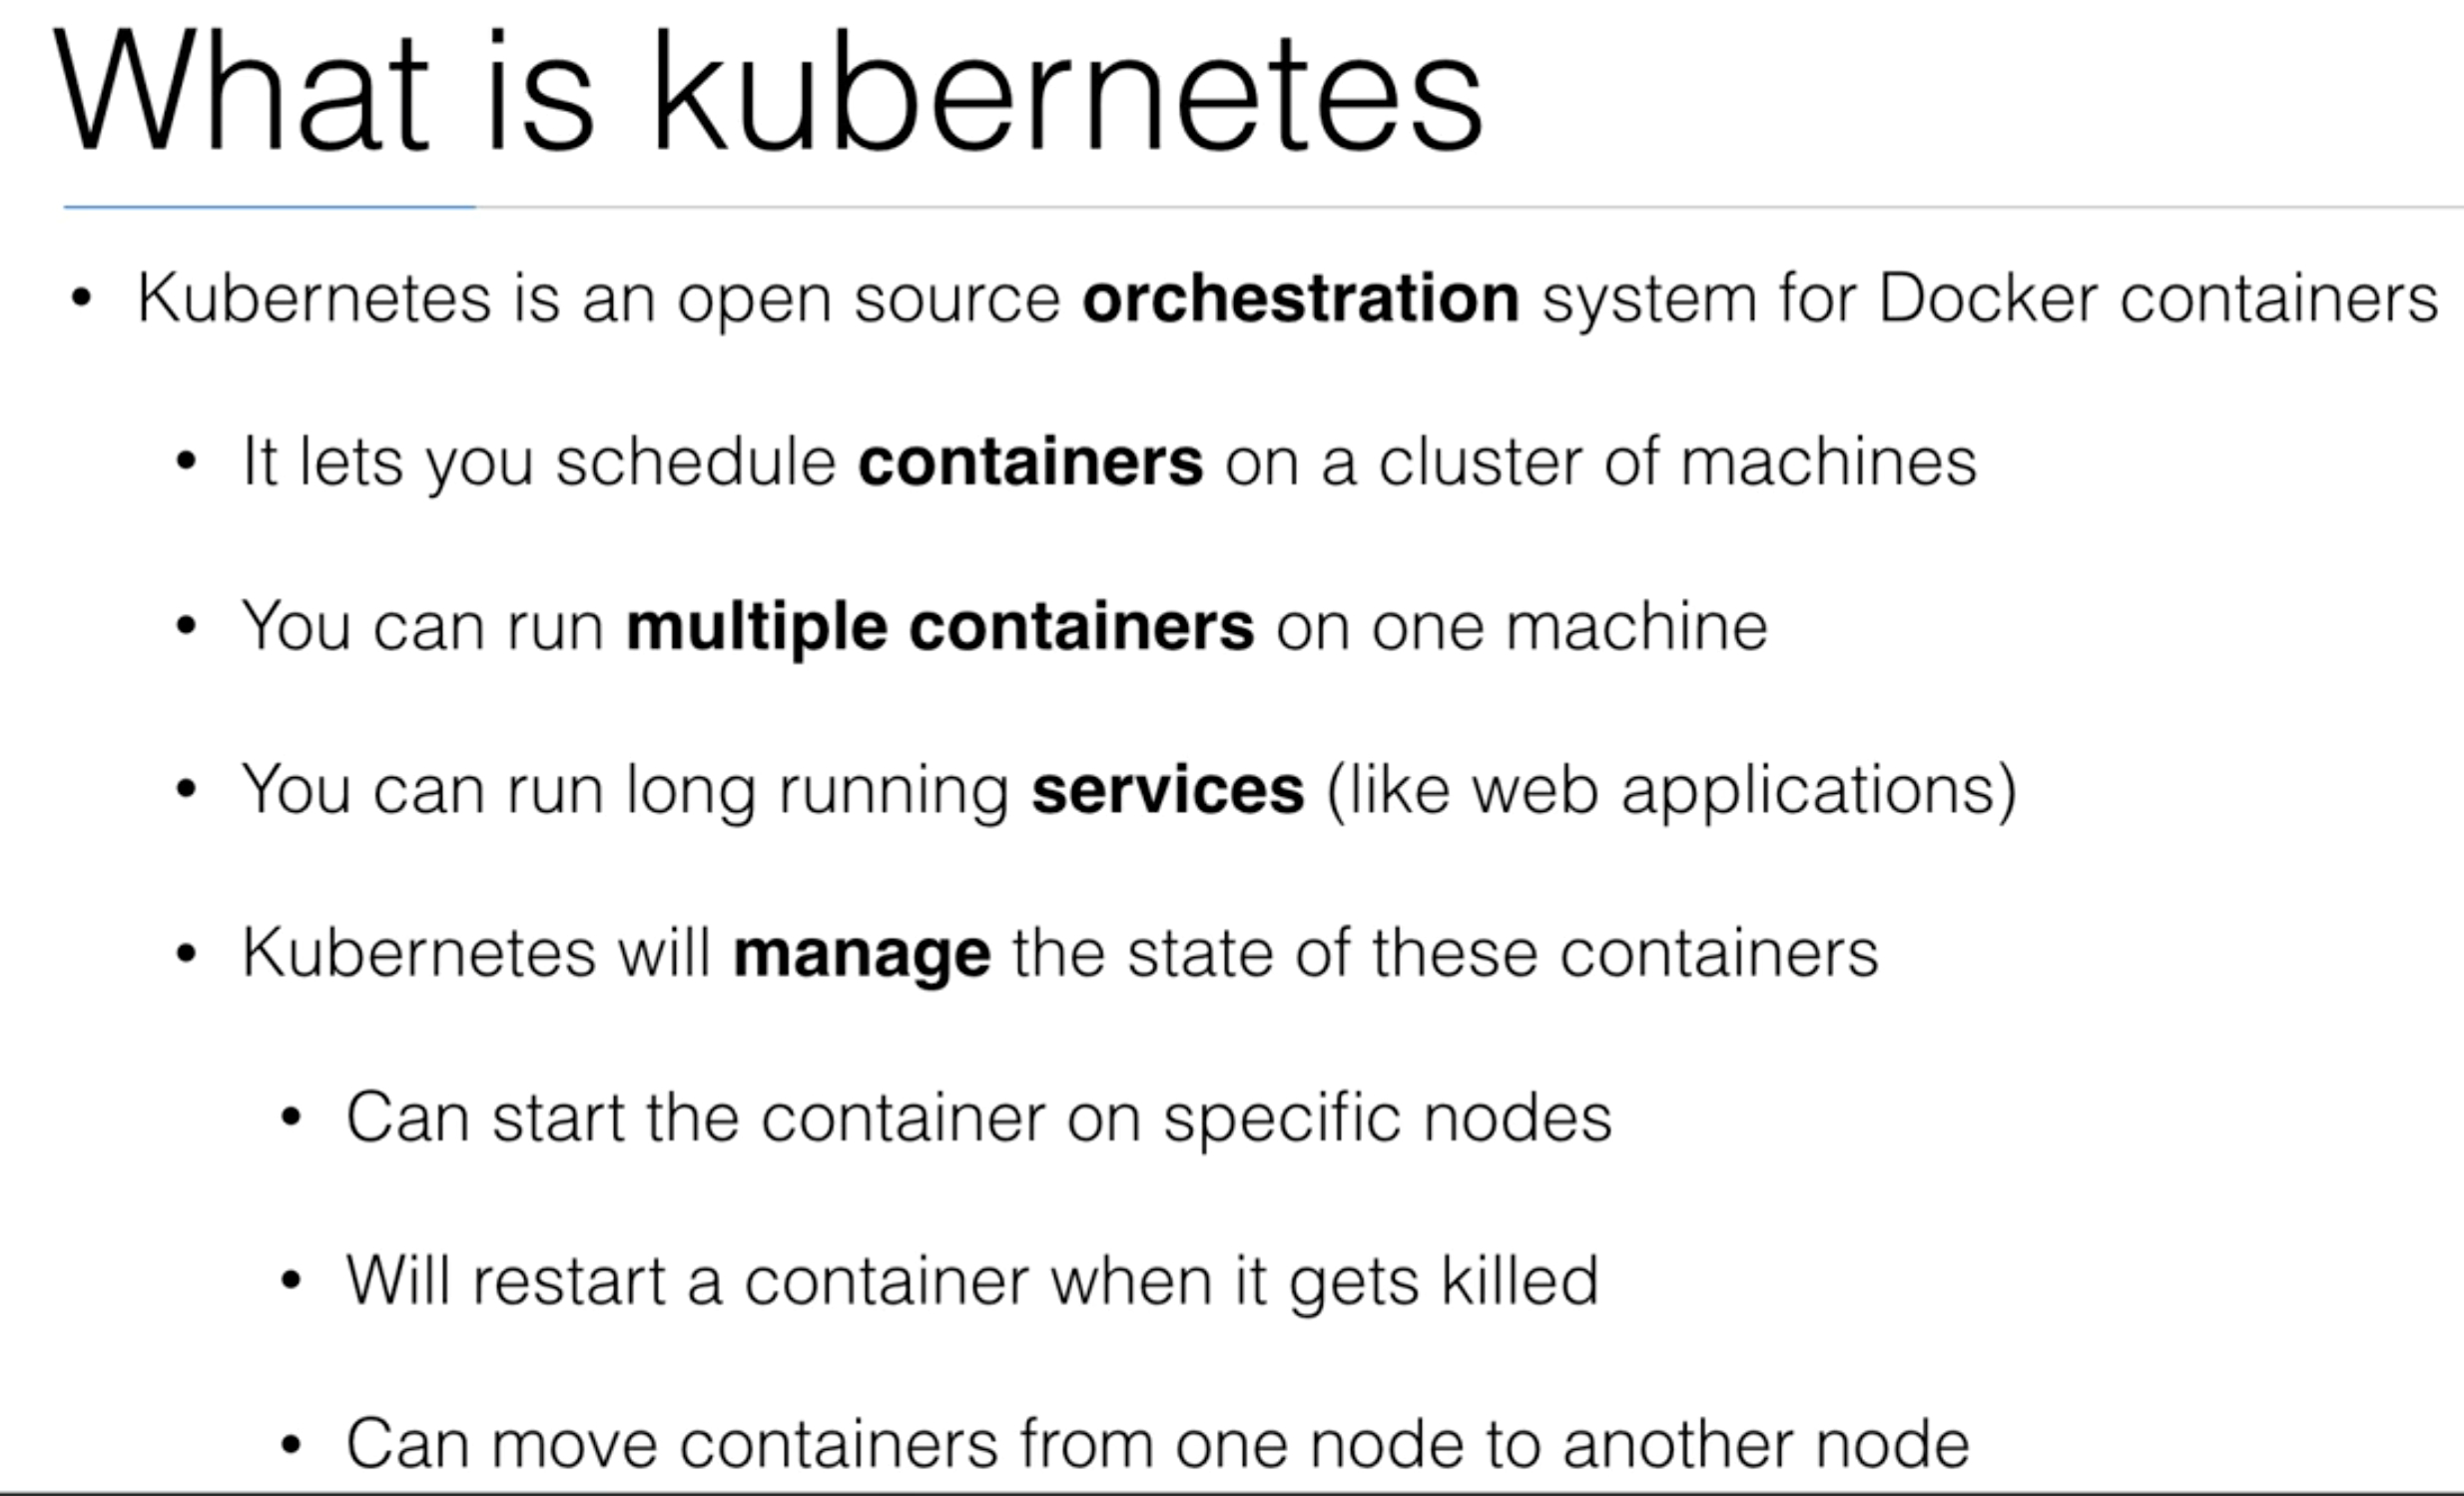 What is kubernetes
• Kubernetes is an open source orchestration system for Docker containers
• It lets you schedule containers on a cluster of machines
• You can run multiple containers on one machine
• You can run long running services (like web applications)
• Kubernetes will manage the state of these containers
• Can start the container on specific nodes
• Will restart a container when it gets killed
• Can move containers from one node to another node